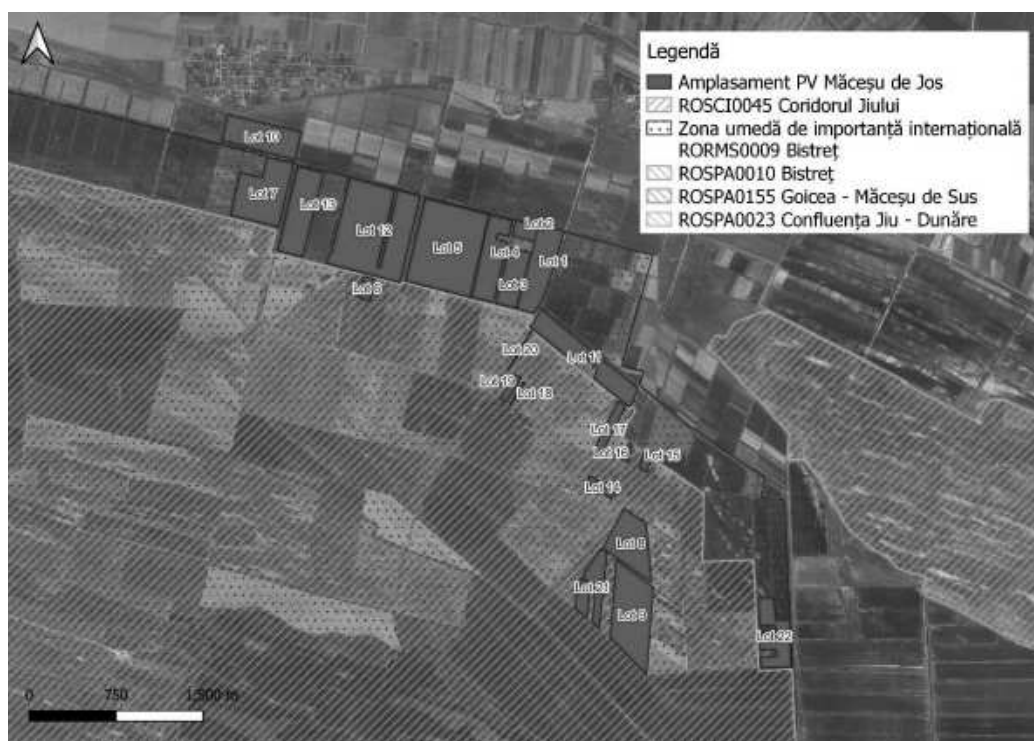 Legendă
Amplasament PV Măceșu de Jos
ROSCI0045 Coridorul Jiului
Zona umedă de importanță internațională
RORMS0009 Bistreț
ROSPA0010 Bistreț
ROSPA0155 Goicea - Măceșu de Sus
ROSPA0023 Confluența Jiu - Dunăre
Lot 10
Lot 7
Lot 13
Lot 12
Lot 6
Lot 5
Lot 2
Lot 4
Lot 1
Lot 3
Lot 20
Lot 11
Lot 19
Lot 18
Lot 17
Lot 16
Lot 15
Lot 14
Lot 8
Lot 21
Lot 9
Lot 22
0 750 1,500 m